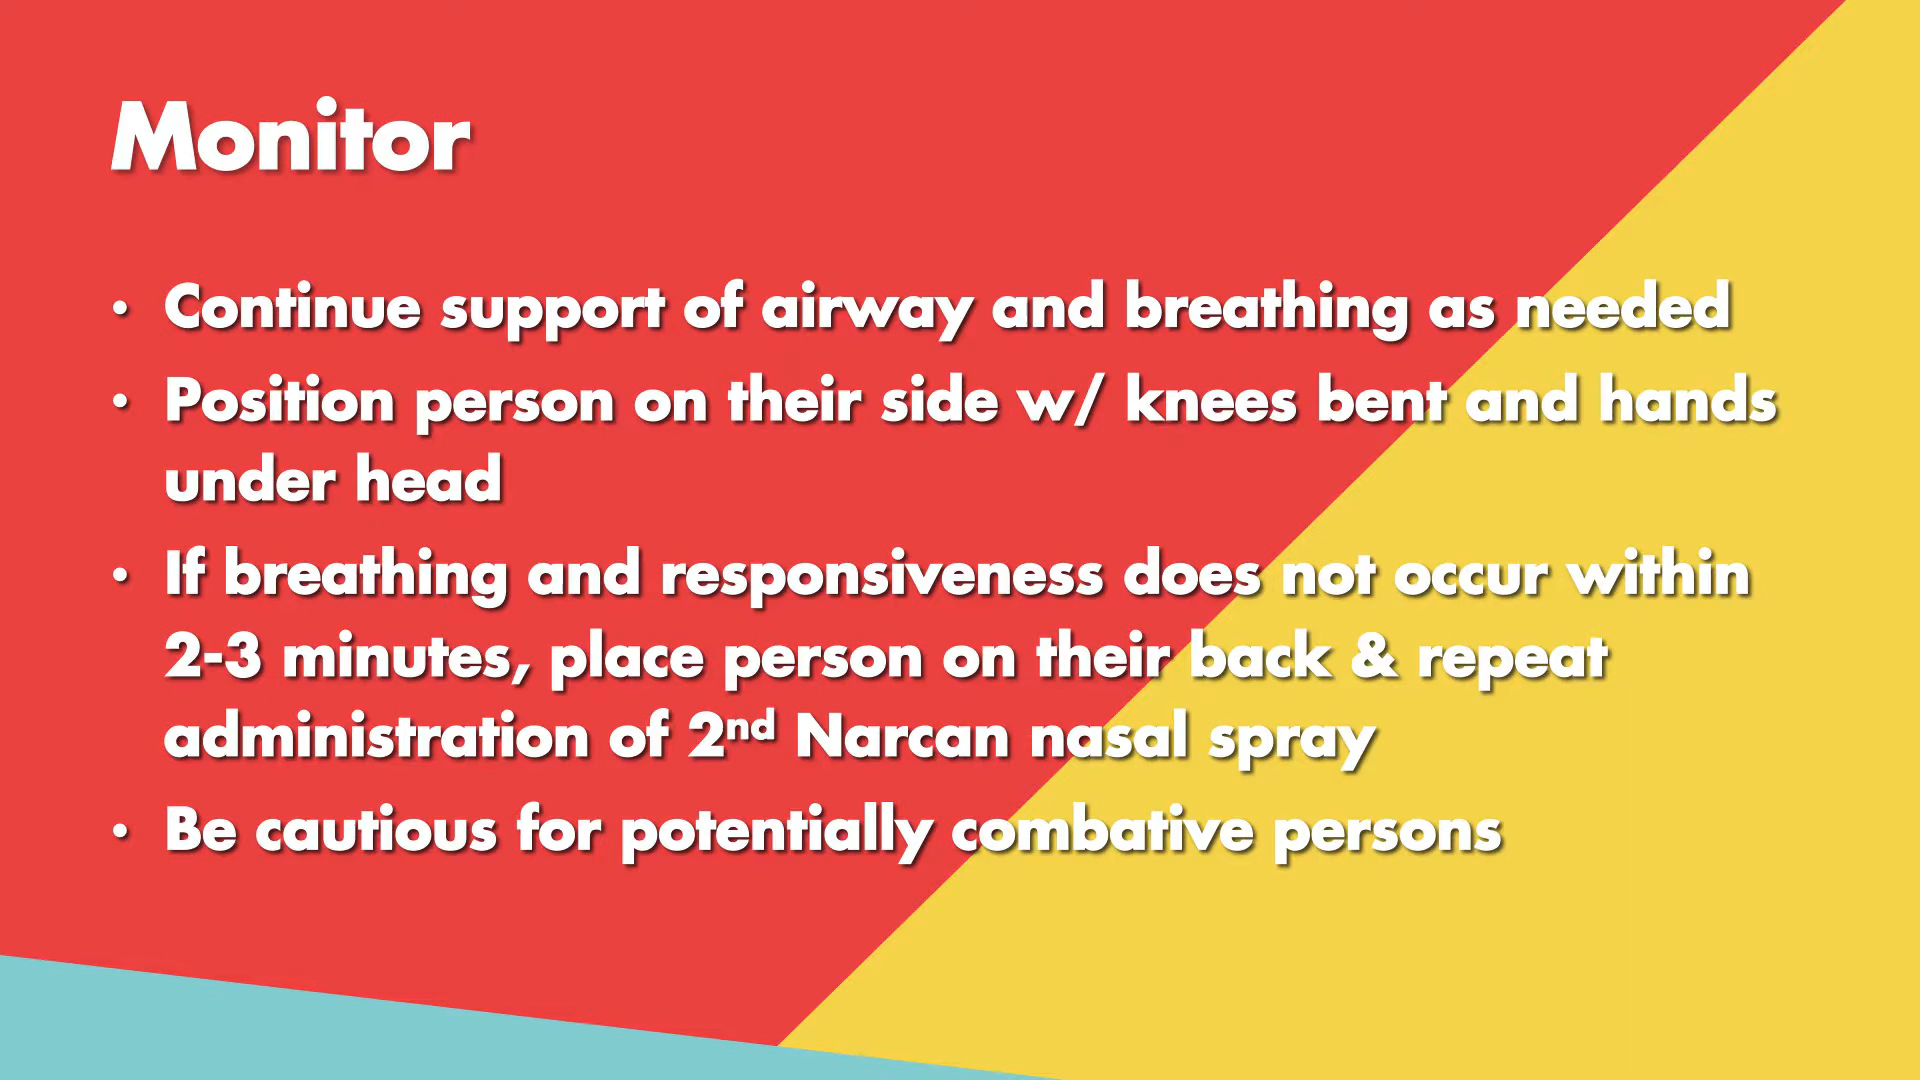 Monitor
• Continue support of airway and breathing as needed
• Position person on their side w/ knees bent and hands
under head
• If breathing and responsiveness does not occur within
2-3 minutes, place person on their back & repeat
administration of 2nd Narcan nasal spray
• Be cautious for potentially combative persons